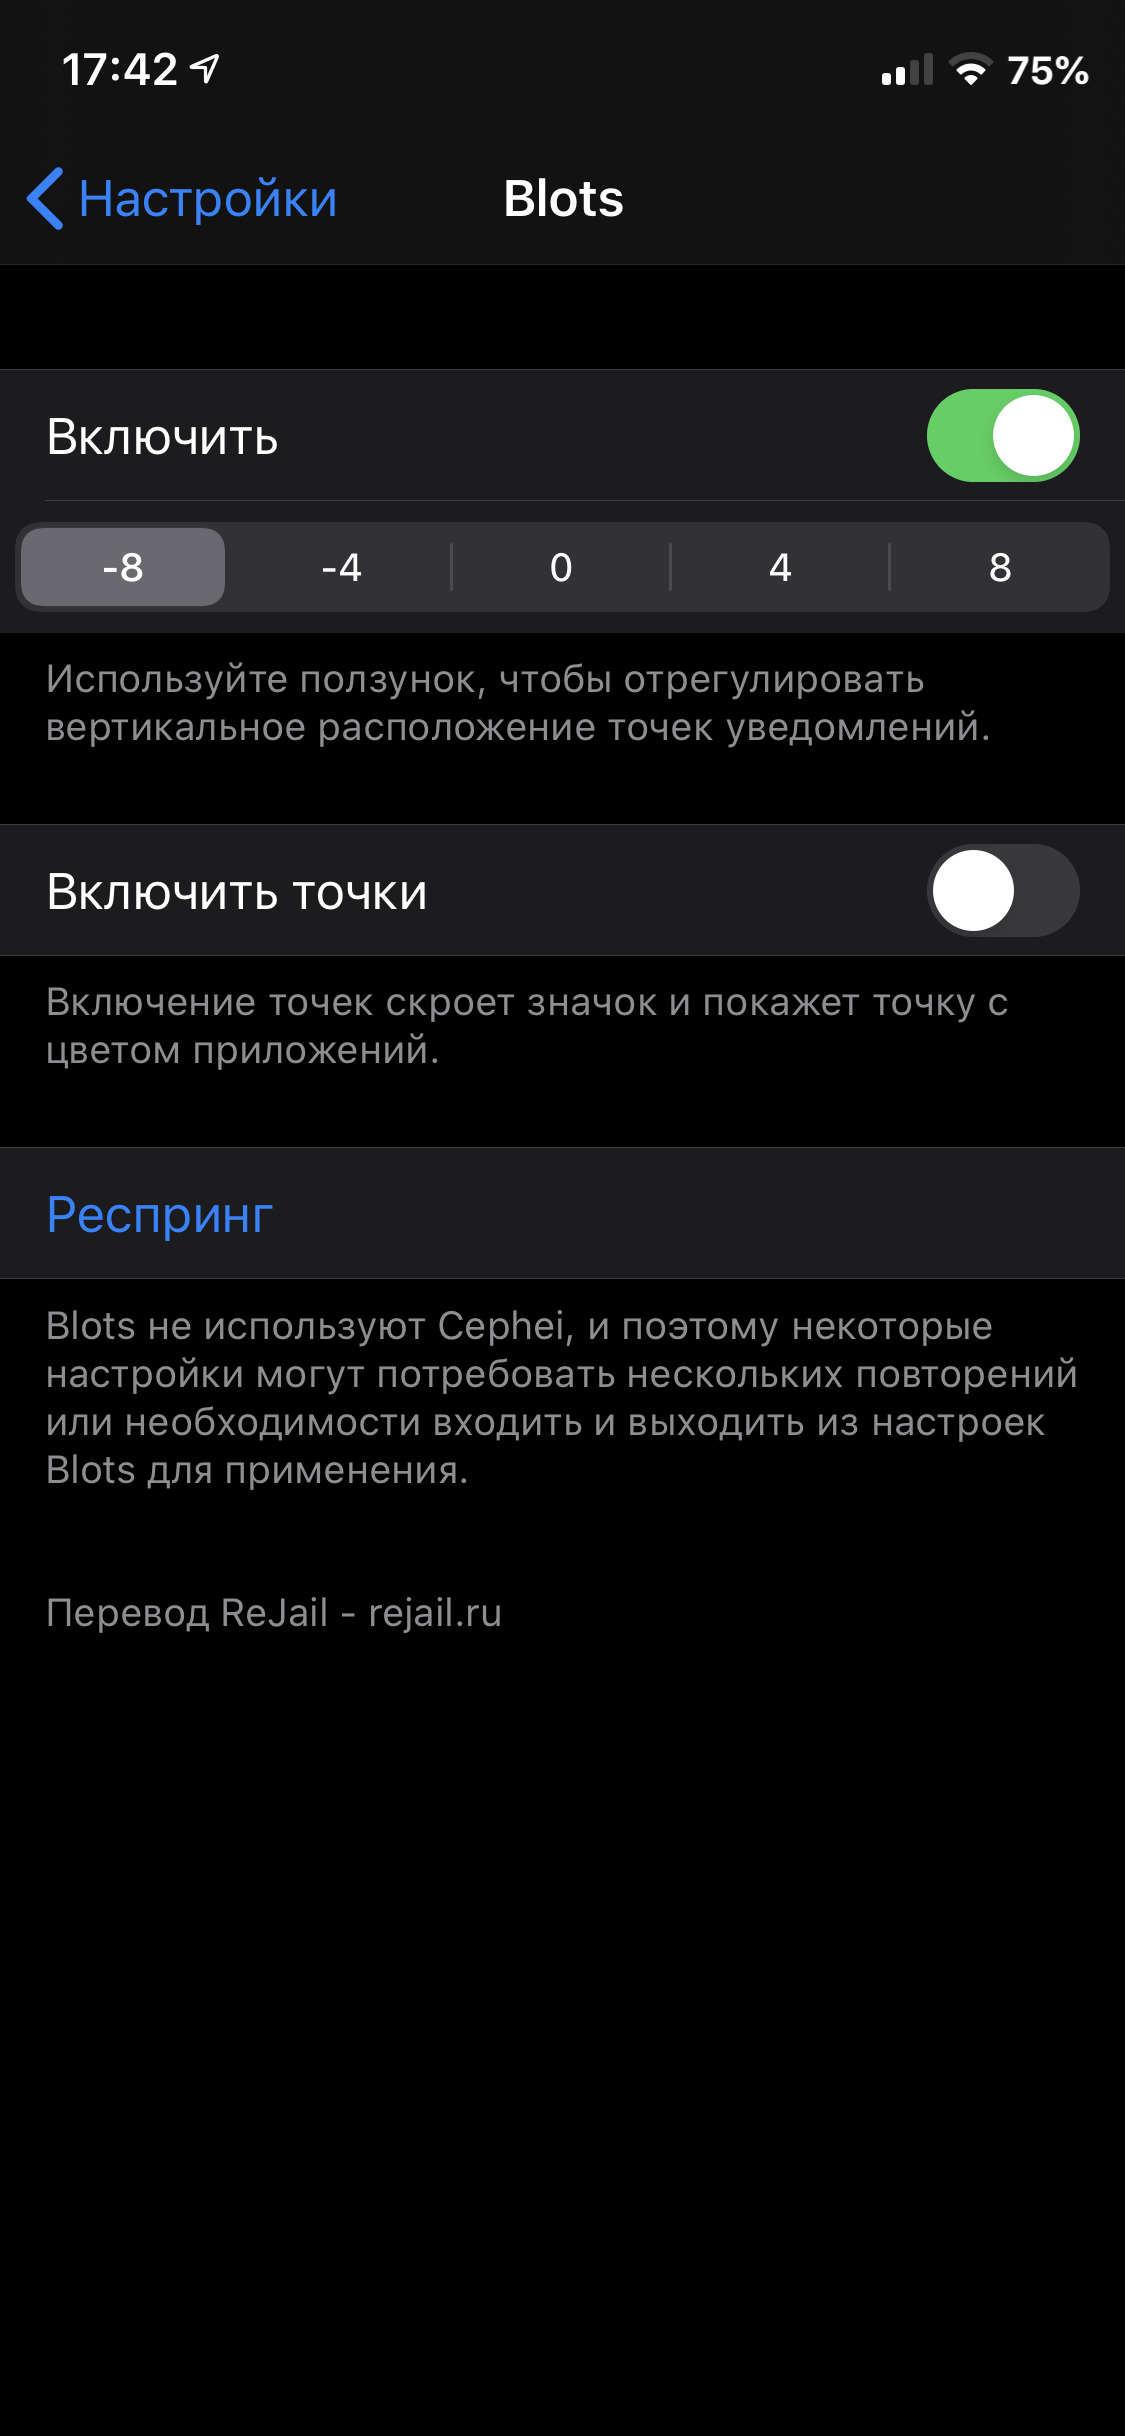 17:42
75%
Настройки
Blots
Включить
-8 -4 0 4 8
Используйте ползунок, чтобы отрегулировать
вертикальное расположение точек уведомлений.
Включить точки
Включение точек скроет значок и покажет точку с
цветом приложений.
Респринг
Blots не используют Cephei, и поэтому некоторые
настройки могут потребовать нескольких повторений
или необходимости входить и выходить из настроек
Blots для применения.
Перевод ReJail - rejail.ru